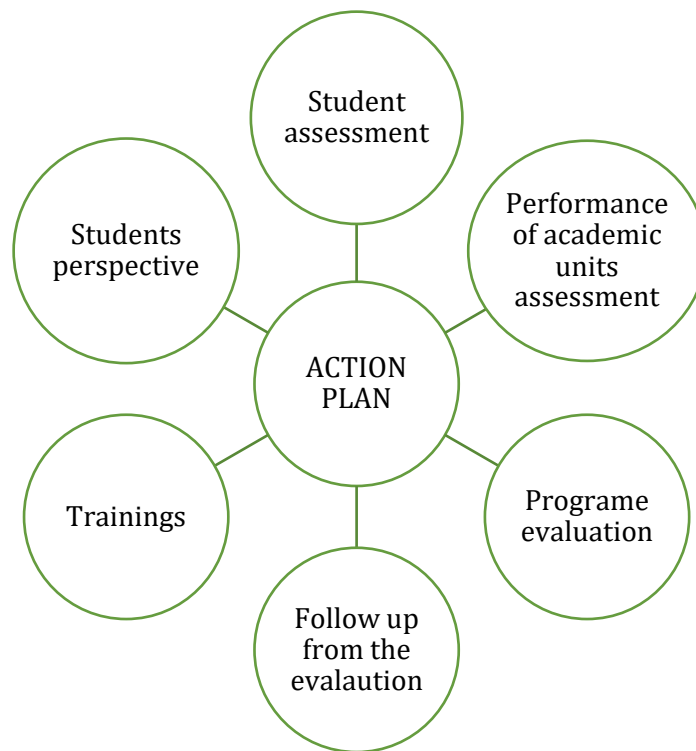 Student
assessment
Performance
of academic
units
assessment
Students
perspective
ACTION
PLAN
Trainings
Programe
evaluation
Follow up
from the
evalaution